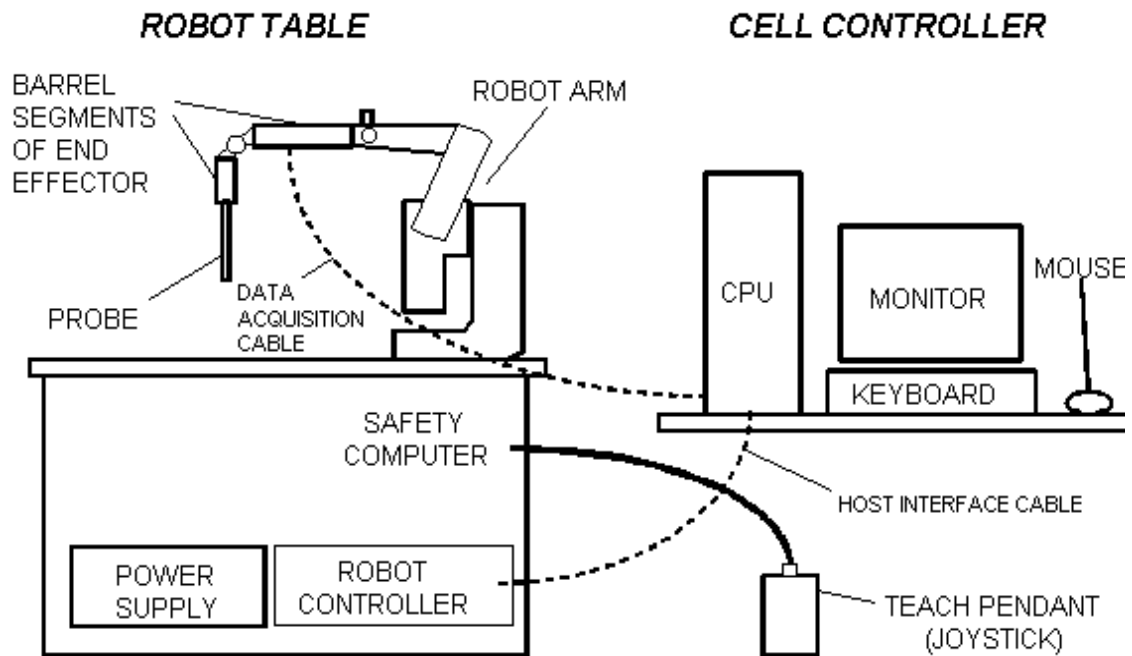 ROBOT TABLE
CELL CONTROLLER
BARREL
SEGMENTS
OF END
EFFECTOR
ROBOT ARM
PROBE
DATA
ACQUISITION
CABLE
CPU
MONITOR
MOUSE
KEYBOARD
SAFETY
COMPUTER
HOST INTERFACE CABLE
POWER
SUPPLY
ROBOT
CONTROLLER
TEACH PENDANT
(JOYSTICK)